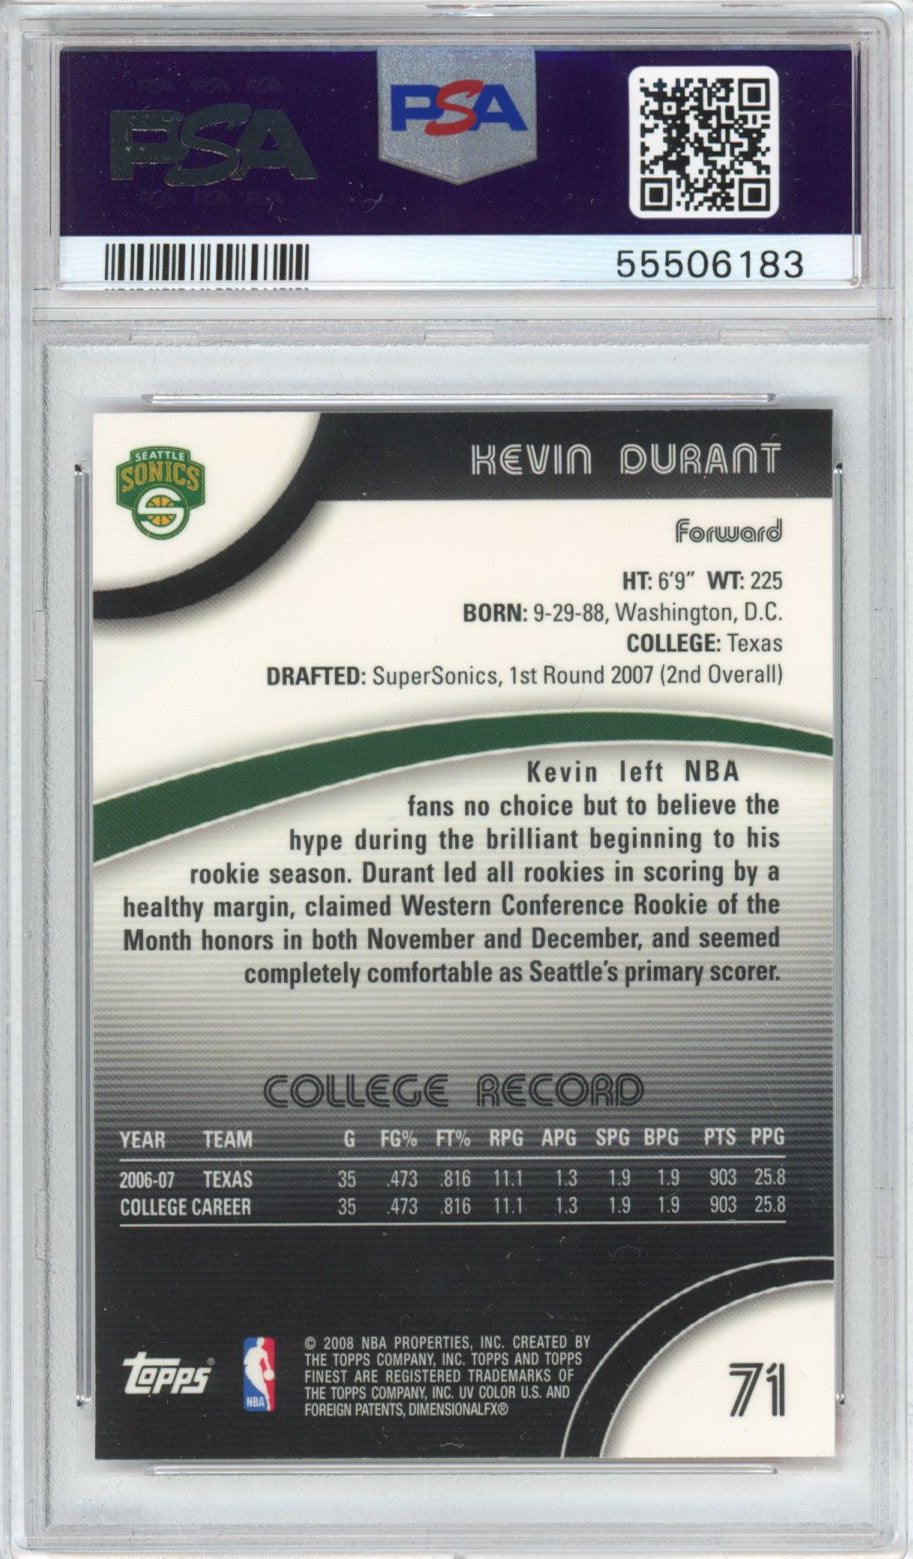 PSA PSA PSA
PSA
PSA
PSA PSA PSA
55506183
SEATTLE
SONICS
KEVIN DURANT
Forward
HT: 6'9" WT: 225
BORN: 9-29-88, Washington, D.C.
COLLEGE: Texas
DRAFTED: SuperSonics, 1st Round 2007 (2nd Overall)
Kevin left NBA
fans no choice but to believe the
hype during the brilliant beginning to his
rookie season. Durant led all rookies in scoring by a
healthy margin, claimed Western Conference Rookie of the
Month honors in both November and December, and seemed
completely comfortable as Seattle's primary scorer.
COLLEGE RECORD
YEAR TEAM G FG% FT% RPG APG SPG BPG PTS PPG
2006-07 TEXAS 35 .473 .816 11.1 1.3 1.9 1.9 903 25.8
COLLEGE CAREER 35 .473 .816 11.1 1.3 1.9 1.9 903 25.8
topps®
NBA
© 2008 NBA PROPERTIES, INC. CREATED BY
THE TOPPS COMPANY, INC. TOPPS AND TOPPS
FINEST ARE REGISTERED TRADEMARKS OF
THE TOPPS COMPANY, INC. UV COLOR U.S. AND
FOREIGN PATENTS, DIMENSIONALFX®
71